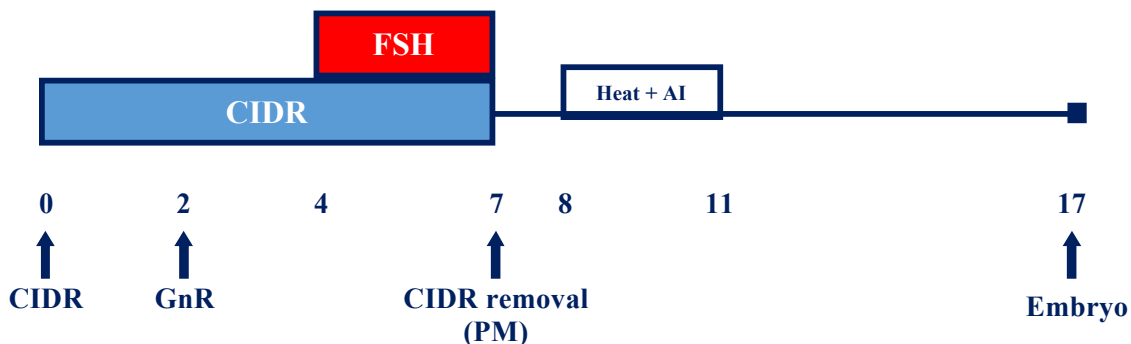 FSH
CIDR
Heat + AI
0 2 4 7 8 11 17
CIDR GnR CIDR removal Embryo
(PM)